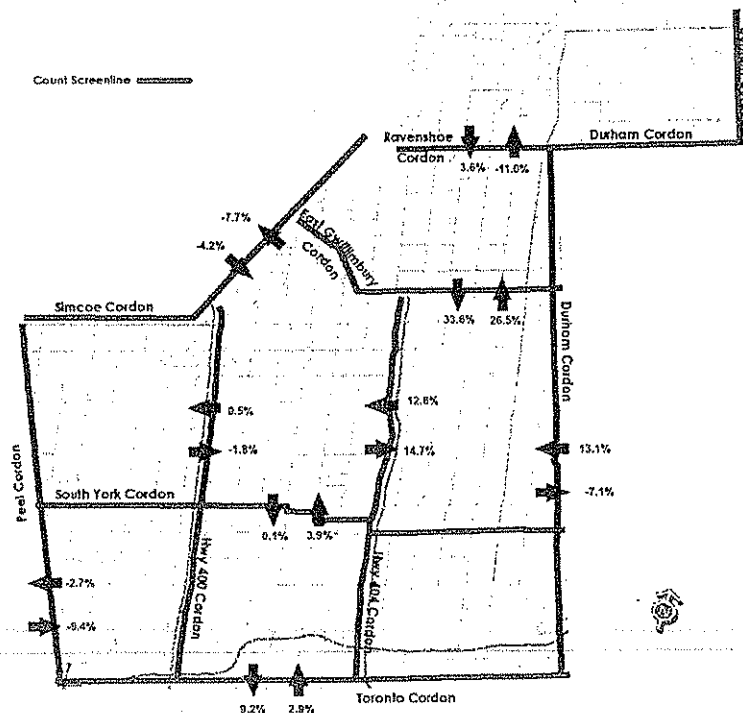 Count Screenline
Ravenshoe
Cordon
Durham Cordon
3.6%
-11.0%
-7.7%
-4.2%
East Gwillimbury
Cordon
Simcoe Cordon
33.6%
26.5%
Durham Cordon
0.5%
-1.8%
12.8%
14.7%
13.1%
-7.1%
Peel Cordon
South York Cordon
0.1%
3.9%
Hwy 400 Cordon
Hwy 404 Cordon
-2.7%
-9.4%
9.2%
2.9%
Toronto Cordon